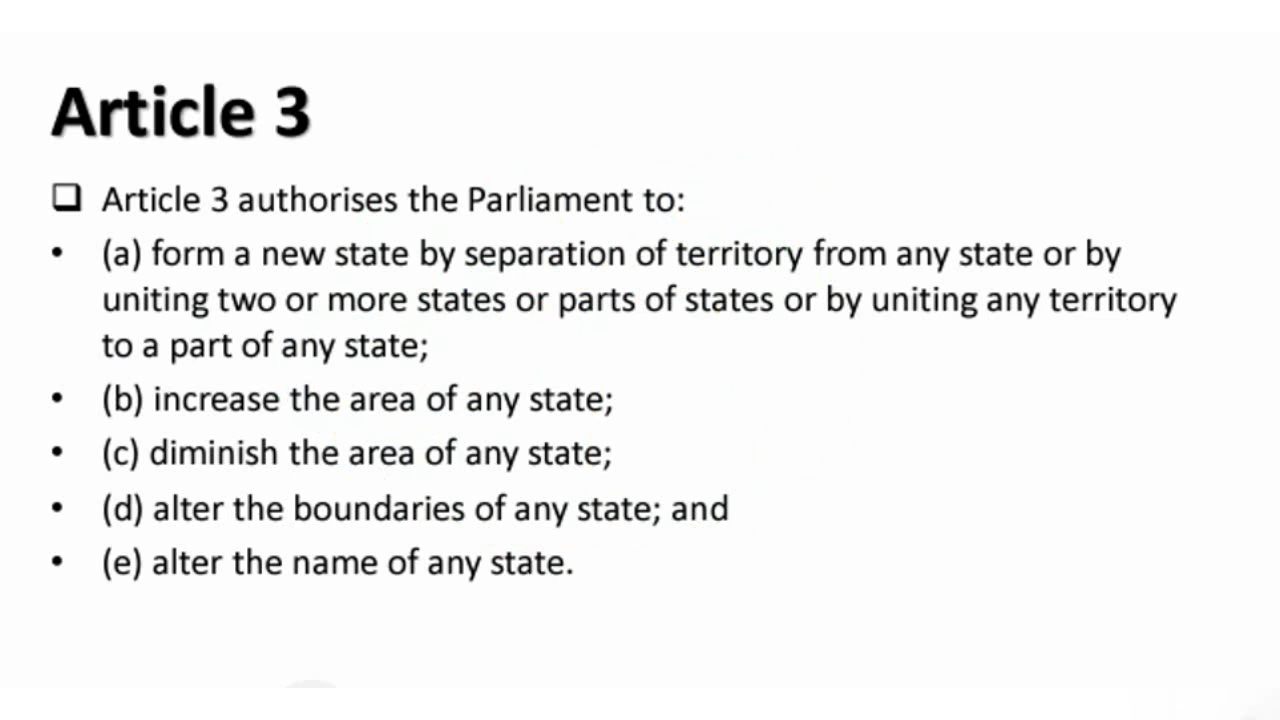 Article 3
❑ Article 3 authorises the Parliament to:
• (a) form a new state by separation of territory from any state or by
uniting two or more states or parts of states or by uniting any territory
to a part of any state;
• (b) increase the area of any state;
• (c) diminish the area of any state;
• (d) alter the boundaries of any state; and
• (e) alter the name of any state.